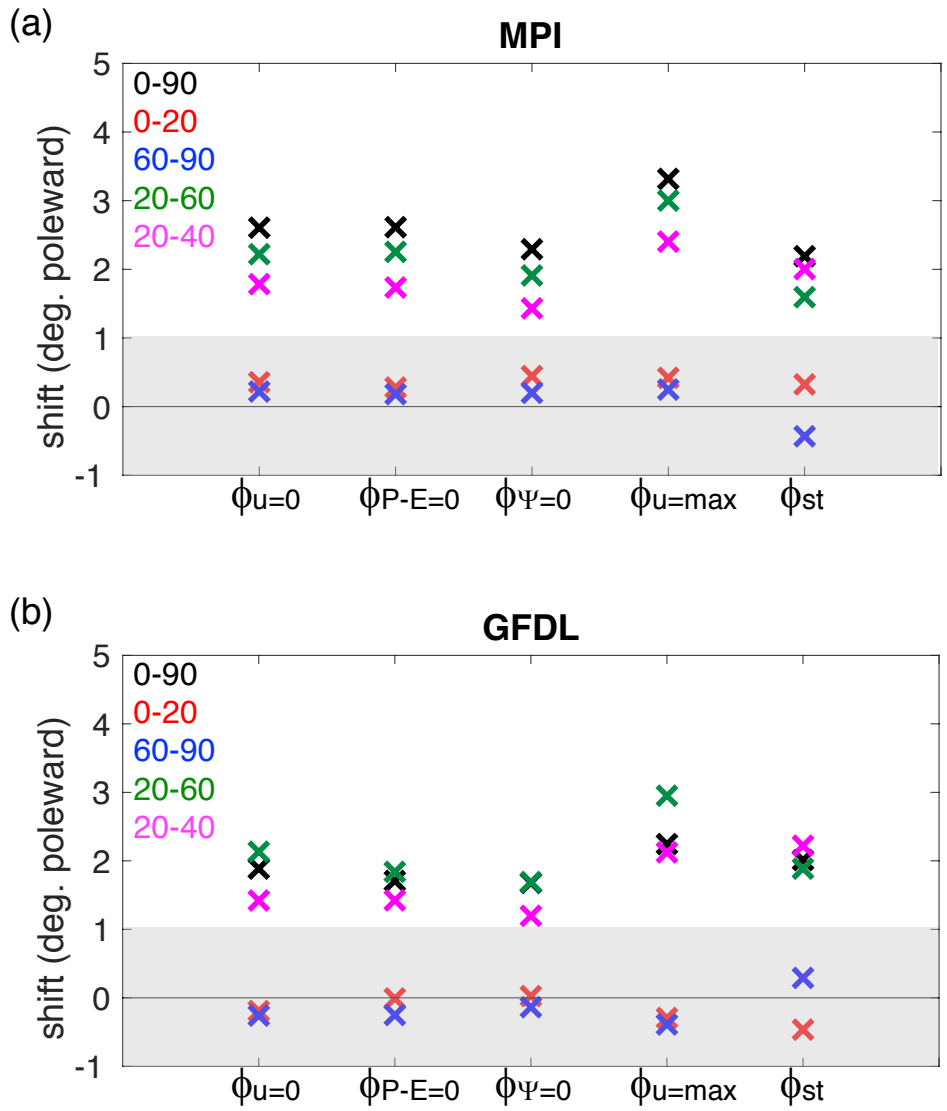 (a)
MPI
shift (deg. poleward)
5
4
3
2
1
0
-1
0-90
0-20
60-90
20-60
20-40
ϕu=0
ϕP-E=0
ϕΨ=0
ϕu=max
ϕst
(b)
GFDL
shift (deg. poleward)
5
4
3
2
1
0
-1
0-90
0-20
60-90
20-60
20-40
ϕu=0
ϕP-E=0
ϕΨ=0
ϕu=max
ϕst